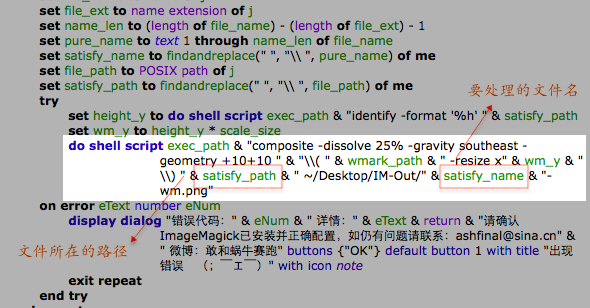 set file_ext to name extension of j
set name_len to (length of file_name) - (length of file_ext) - 1
set pure_name to text 1 through name_len of file_name
set satisfy_name to findandreplace(" ", "\\ ", pure_name) of me
set file_path to POSIX path of j
set satisfy_path to findandreplace(" ", "\\ ", file_path) of me
要处理的文件名
try
set height_y to do shell script exec_path & "identify -format '%h' " & satisfy_path
set wm_y to height_y * scale_size
do shell script exec_path & "composite -dissolve 25% -gravity southeast -
geometry +10+10 " & "\\( " & wmark_path & " -resize x" & wm_y & "
\\) " & satisfy_path & " ~/Desktop/IM-Out/" & satisfy_name & "-
wm.png"
on error eText number eNum
display dialog "错误代码：" & eNum & " 详情：" & eText & return & "请确认
ImageMagick已安装并正确配置，如仍有问题请联系：ashfinal@sina.cn" &
" 微博：敢和蜗牛赛跑" buttons {"OK"} default button 1 with title "出现
错误 （；￣ェ￣）" with icon note
文件所在的路径
exit repeat
end try